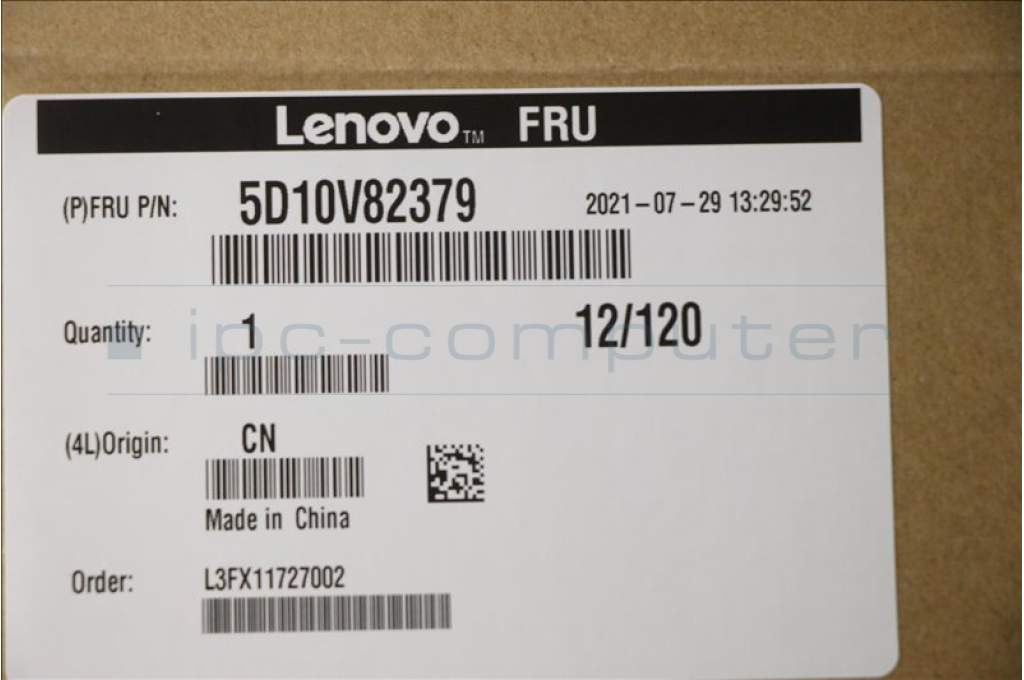 Lenovo™ FRU
(P)FRU P/N: 5D10V82379 2021-07-29 13:29:52
Quantity: 1 12/120
ipc-computer
(4L)Origin: CN
Made in China
Order: L3FX11727002